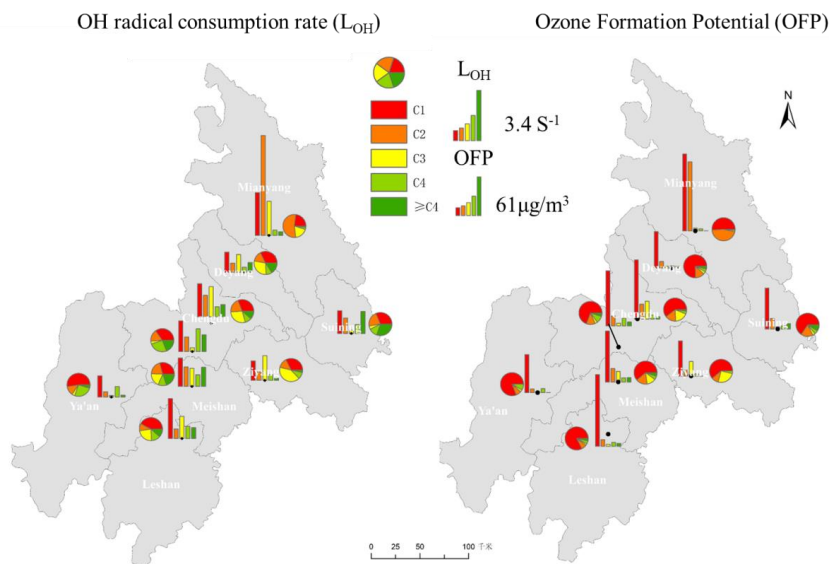 OH radical consumption rate (L_OH)
Ozone Formation Potential (OFP)
L_OH
3.4 S⁻¹
OFP
61μg/m³
C1
C2
C3
C4
≥C4
N
Mianyang
Deyang
Chengdu
Suining
Ziyang
Ya'an
Meishan
Leshan
Mianyang
Deyang
Chengdu
Suining
Ziyang
Ya'an
Meishan
Leshan
0 25 50 100 千米